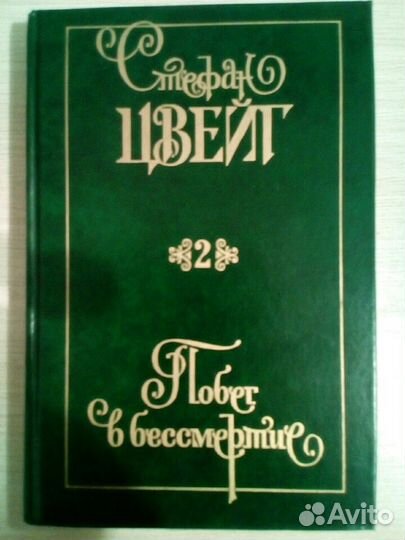 Стефан
ЦВЕЙГ
2
Побег
в бессмертие
Avito